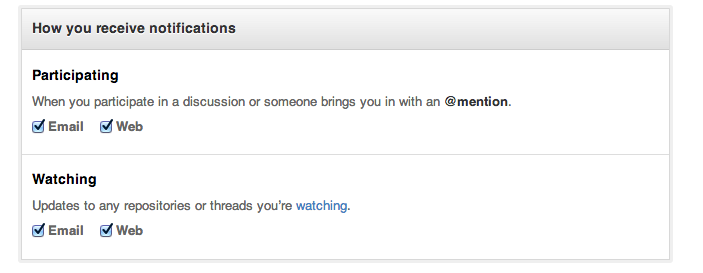 How you receive notifications
Participating
When you participate in a discussion or someone brings you in with an @mention.
Email Web
Watching
Updates to any repositories or threads you're watching.
Email Web